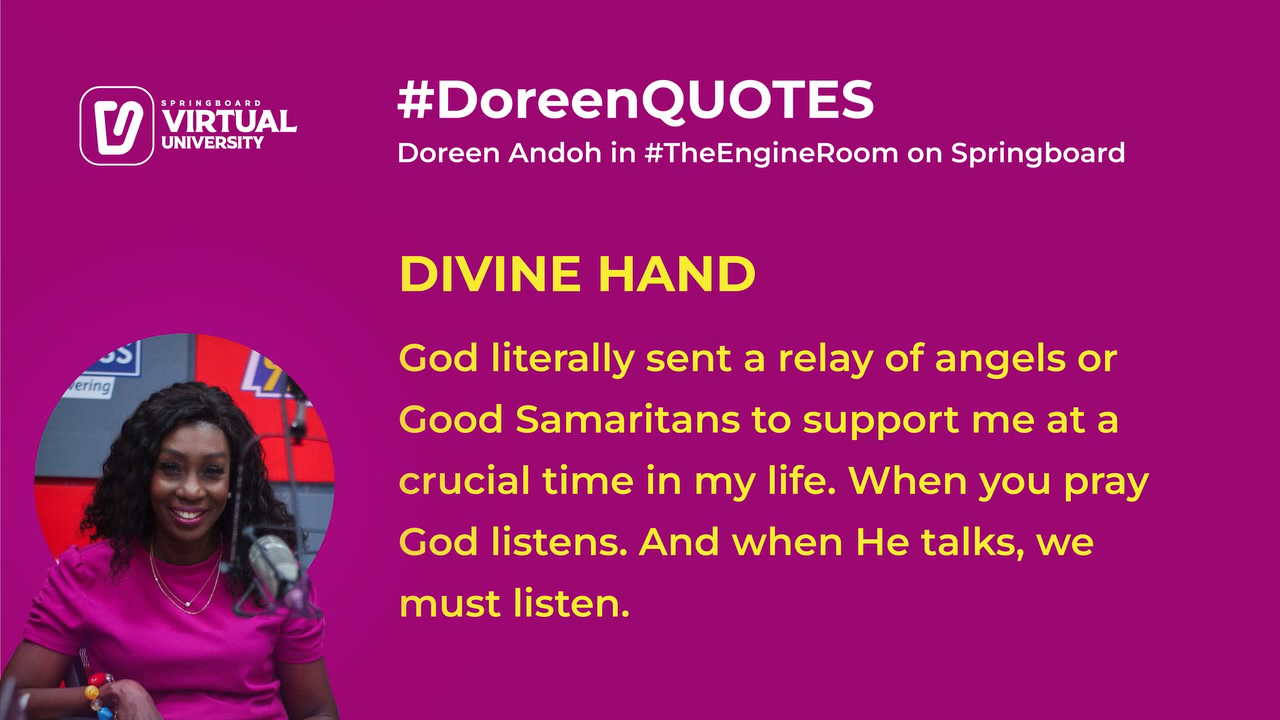 SPRINGBOARD
VIRTUAL
UNIVERSITY
#DoreenQUOTES
Doreen Andoh in #TheEngineRoom on Springboard
DIVINE HAND
God literally sent a relay of angels or
Good Samaritans to support me at a
crucial time in my life. When you pray
God listens. And when He talks, we
must listen.